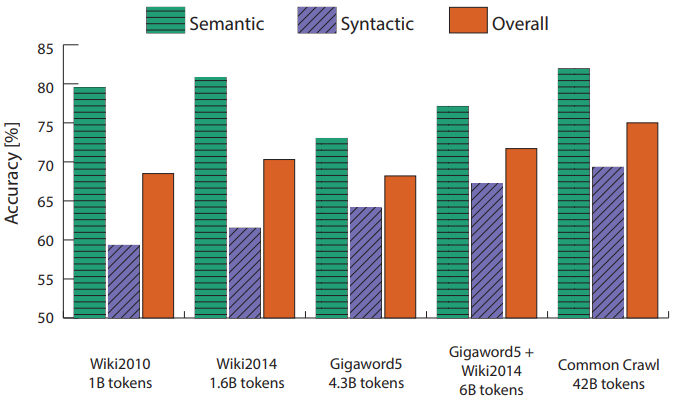 Semantic Syntactic Overall
85
80
75
70
65
60
55
50
Accuracy [%]
Wiki2010
1B tokens
Wiki2014
1.6B tokens
Gigaword5
4.3B tokens
Gigaword5 +
Wiki2014
6B tokens
Common Crawl
42B tokens